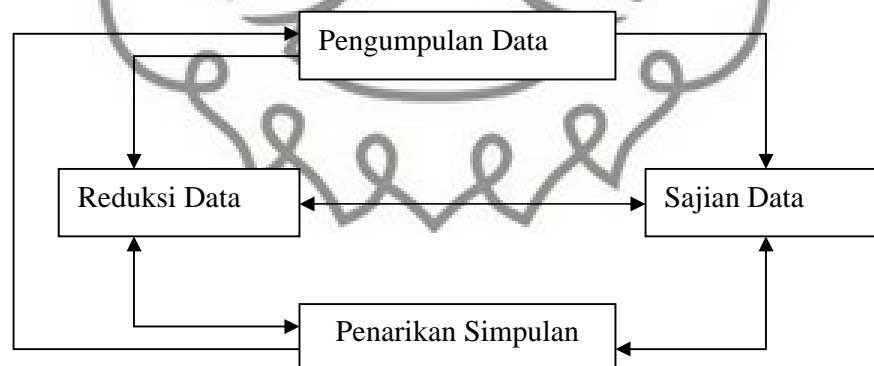 Pengumpulan Data
Reduksi Data
Sajian Data
Penarikan Simpulan